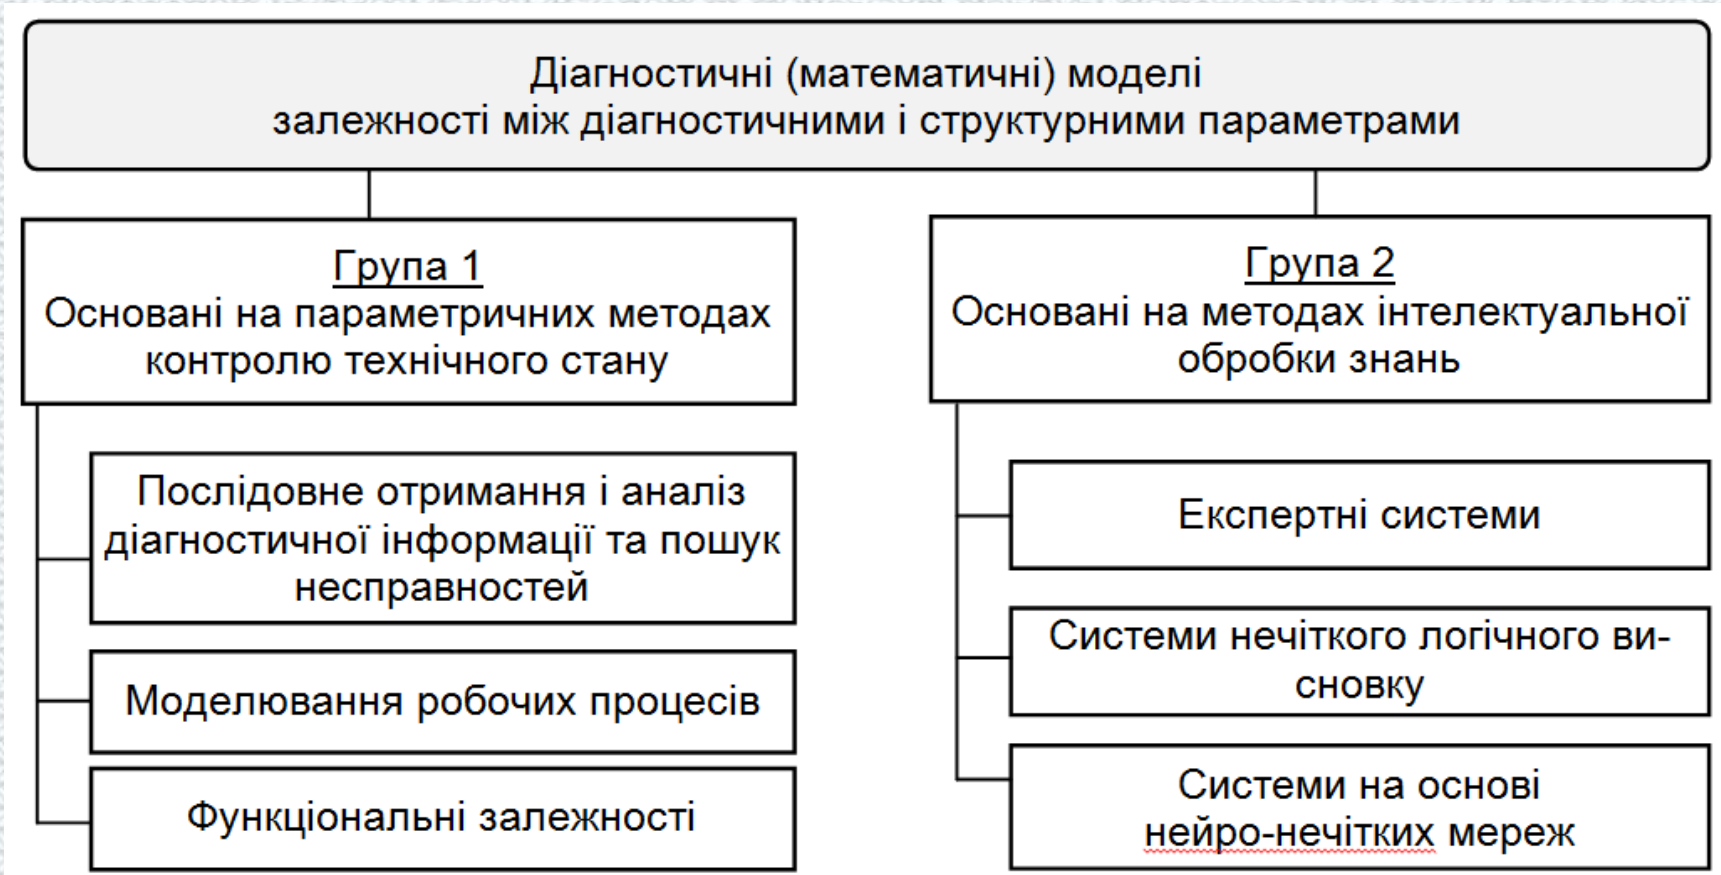 Діагностичні (математичні) моделі
залежності між діагностичними і структурними параметрами
Група 1
Основані на параметричних методах
контролю технічного стану
Послідовне отримання і аналіз
діагностичної інформації та пошук
несправностей
Моделювання робочих процесів
Функціональні залежності
Група 2
Основані на методах інтелектуальної
обробки знань
Експертні системи
Системи нечіткого логічного ви-
сновку
Системи на основі
нейро-нечітких мереж